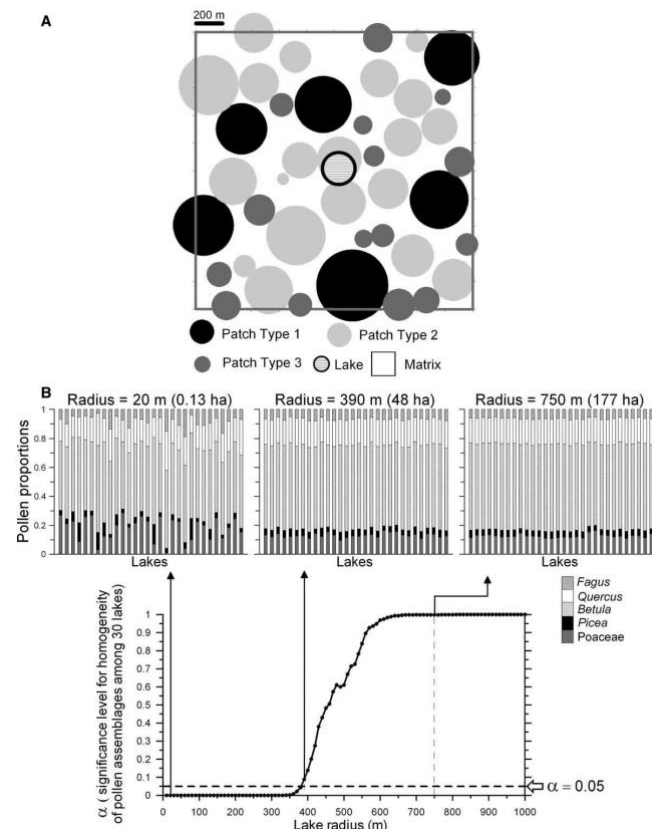 A
200 m
Patch Type 1
Patch Type 2
Patch Type 3
Lake
Matrix
B
Radius = 20 m (0.13 ha)
Radius = 390 m (48 ha)
Radius = 750 m (177 ha)
Pollen proportions
1
0.8
0.6
0.4
0.2
0
Lakes
Lakes
Lakes
Fagus
Quercus
Betula
Picea
Poaceae
α ( significance level for homogeneity
of pollen assemblages among 30 lakes)
1
0.9
0.8
0.7
0.6
0.5
0.4
0.3
0.2
0.1
0
α = 0.05
0 100 200 300 400 500 600 700 800 900 1000
Lake radius (m)